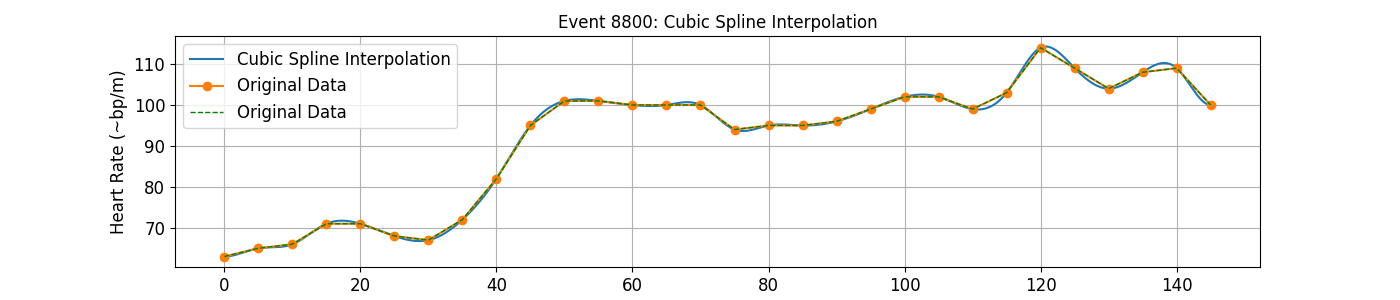 Event 8800: Cubic Spline Interpolation
Cubic Spline Interpolation
Original Data
Original Data
Heart Rate (~bp/m)
110
100
90
80
70
0 20 40 60 80 100 120 140